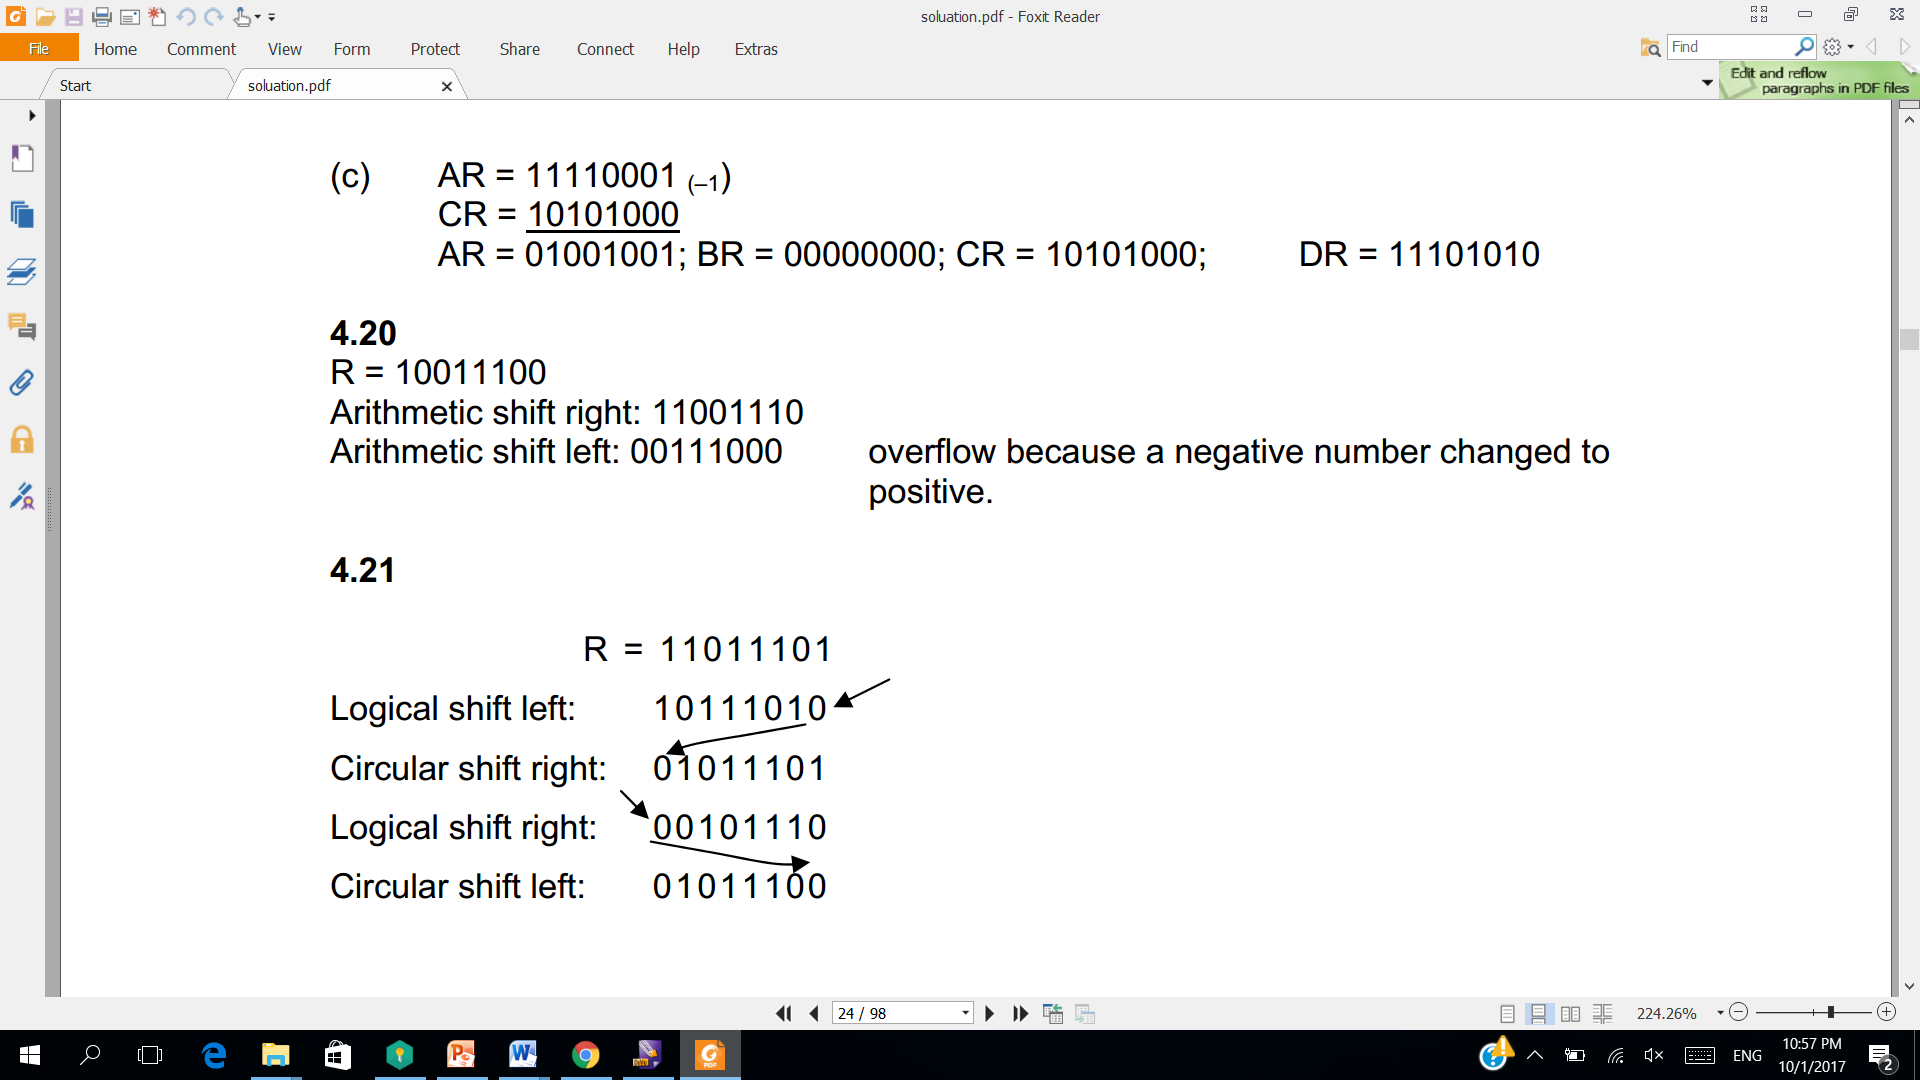 soluation.pdf - Foxit Reader
File Home Comment View Form Protect Share Connect Help Extras
Find
Start
soluation.pdf
Edit and reflow
paragraphs in PDF files
(c) AR = 11110001 (–1)
CR = 10101000
AR = 01001001; BR = 00000000; CR = 10101000; DR = 11101010
4.20
R = 10011100
Arithmetic shift right: 11001110
Arithmetic shift left: 00111000 overflow because a negative number changed to
positive.
4.21
R = 11011101
Logical shift left: 10111010
Circular shift right: 01011101
Logical shift right: 00101110
Circular shift left: 01011100
24 / 98
224.26%
ENG
10:57 PM
10/1/2017
2